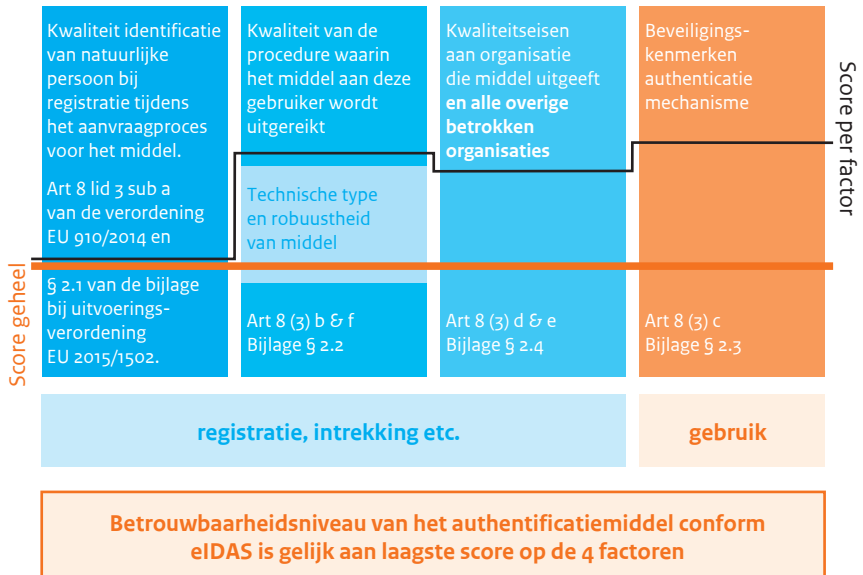 Kwaliteit identificatie
van natuurlijke
persoon bij
registratie tijdens
het aanvraagproces
voor het middel.
Art 8 lid 3 sub a
van de verordening
EU 910/2014 en
§ 2.1 van de bijlage
bij uitvoerings-
verordening
EU 2015/1502.
Kwaliteit van de
procedure waarin
het middel aan deze
gebruiker wordt
uitgereikt
Technische type
en robuustheid
van middel
Art 8 (3) b & f
Bijlage § 2.2
Kwaliteitseisen
aan organisatie
die middel uitgeeft
en alle overige
betrokken
organisaties
Art 8 (3) d & e
Bijlage § 2.4
Beveiligings-
kenmerken
authenticatie
mechanisme
Art 8 (3) c
Bijlage § 2.3
Score per factor
Score geheel
registratie, intrekking etc.
gebruik
Betrouwbaarheidsniveau van het authentificatiemiddel conform
eIDAS is gelijk aan laagste score op de 4 factoren